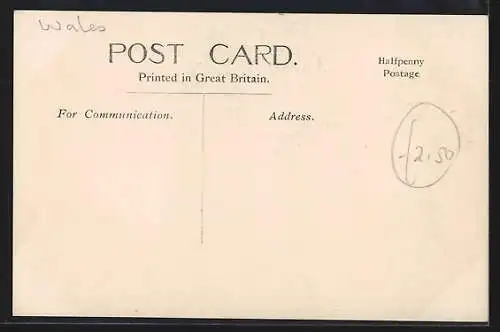 Wales
POST CARD.
Printed in Great Britain.
Halfpenny
Postage
For Communication.
Address.
£2.50